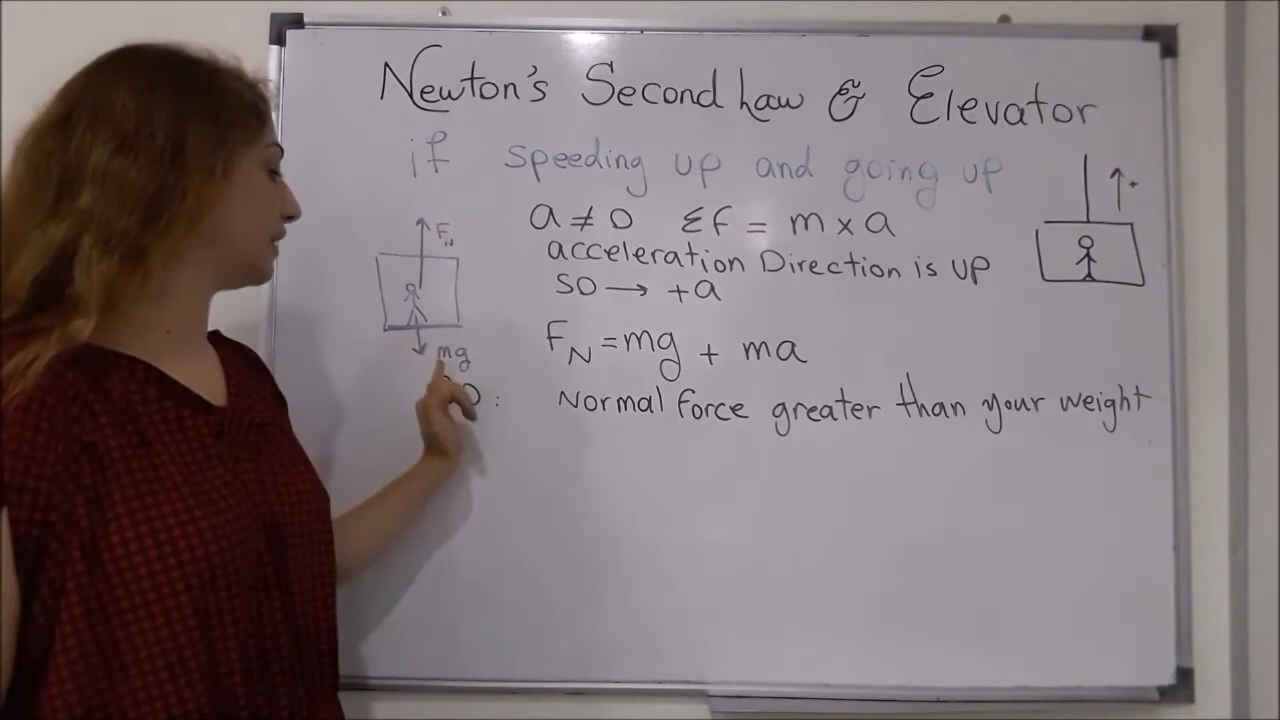 Newton's Second Law & Elevator
if speeding up and going up
a ≠ 0 ΣF = m x a
acceleration Direction is up
so → +a
F_N = mg + ma
Normal Force greater than your weight
F_N
mg
+